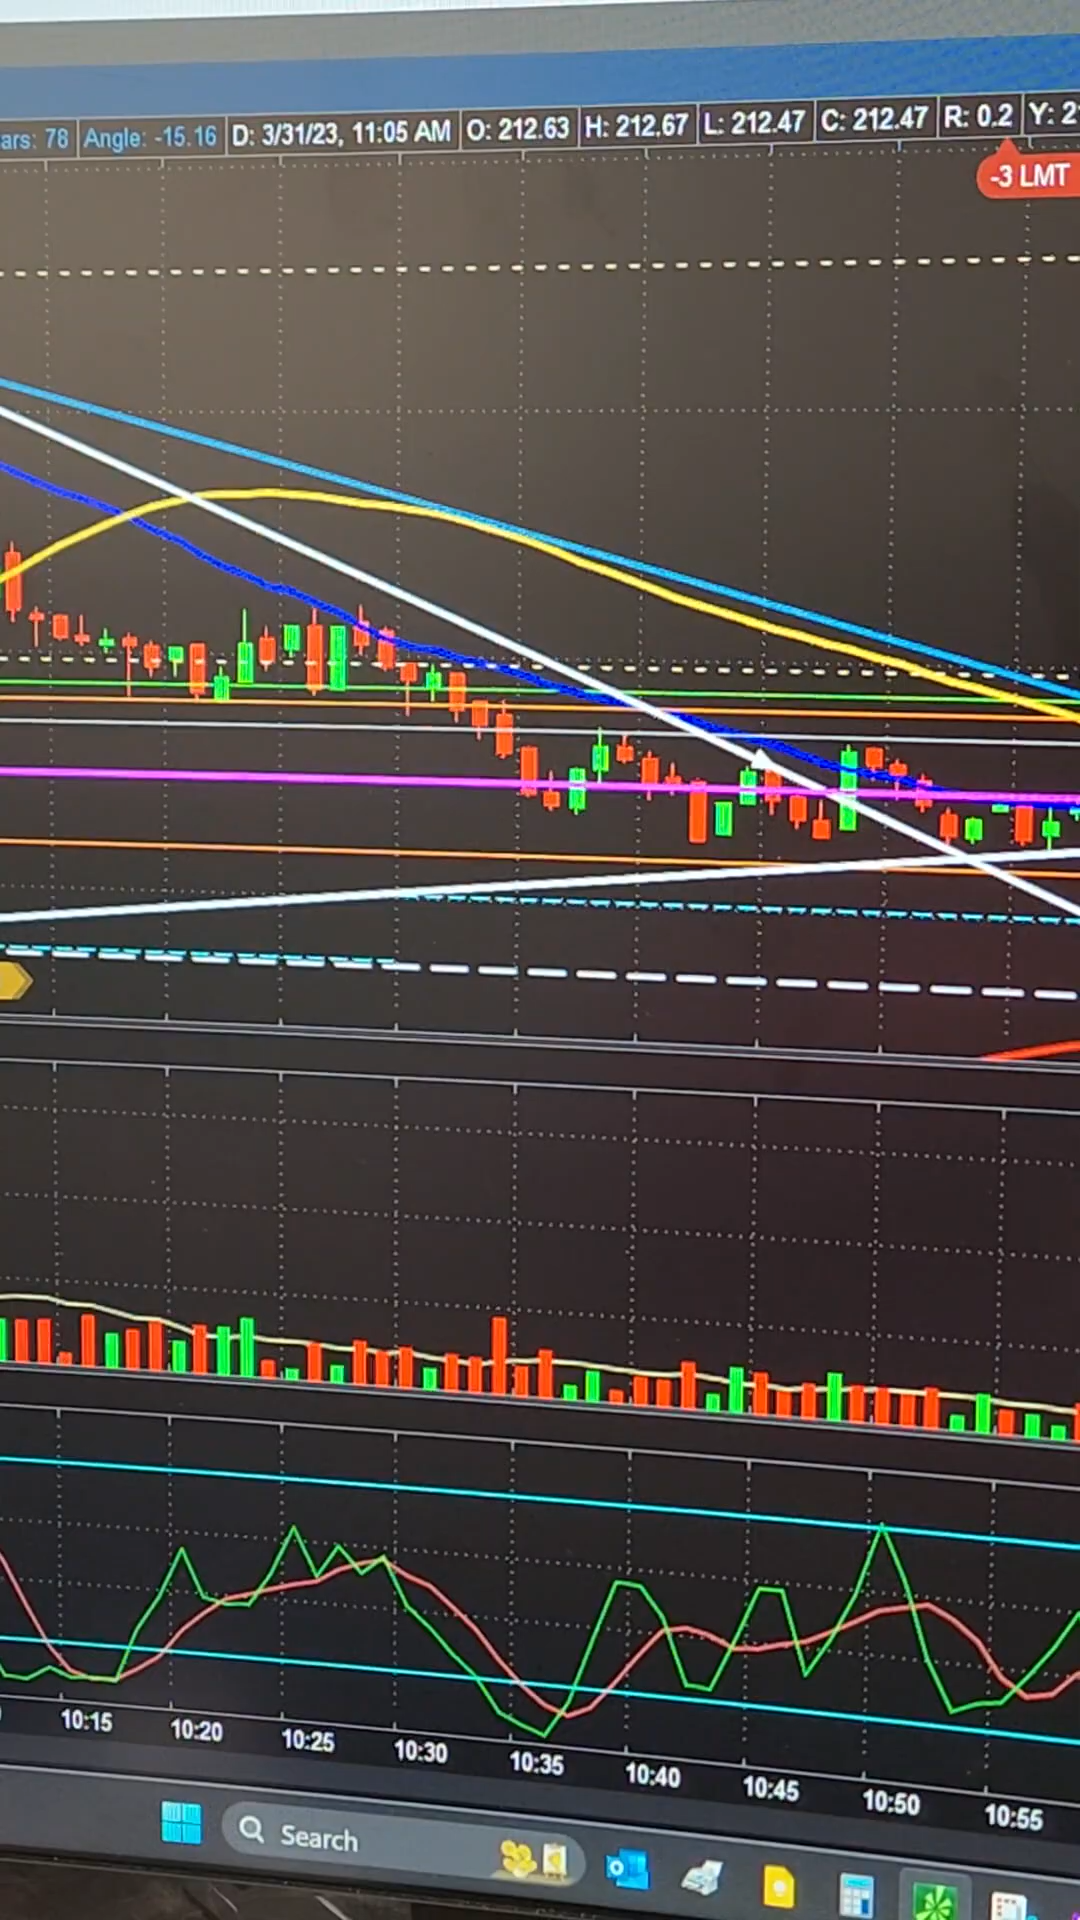 ars: 78 Angle: -15.16 D: 3/31/23, 11:05 AM O: 212.63 H: 212.67 L: 212.47 C: 212.47 R: 0.2 Y: 2
-3 LMT
10:15 10:20 10:25 10:30 10:35 10:40 10:45 10:50 10:55
Search